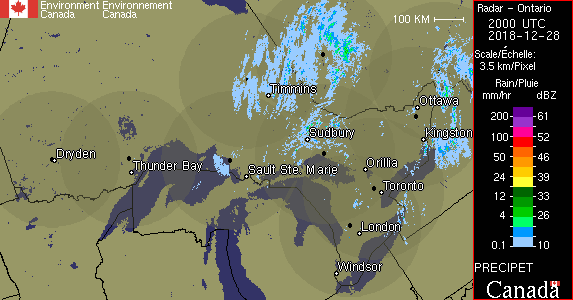 Environment Environnement
Canada Canada
100 KM
Timmins
Ottawa
Sudbury
Kingston
Dryden
Thunder Bay
Sault Ste. Marie
Orillia
Toronto
London
Windsor
Radar - Ontario
2000 UTC
2018-12-28
Scale/Échelle:
3.5 km/Pixel
Rain/Pluie
mm/hr dBZ
200 61
100 52
50 46
24 39
12 33
4 26
0.1 10
PRECIPET
Canada